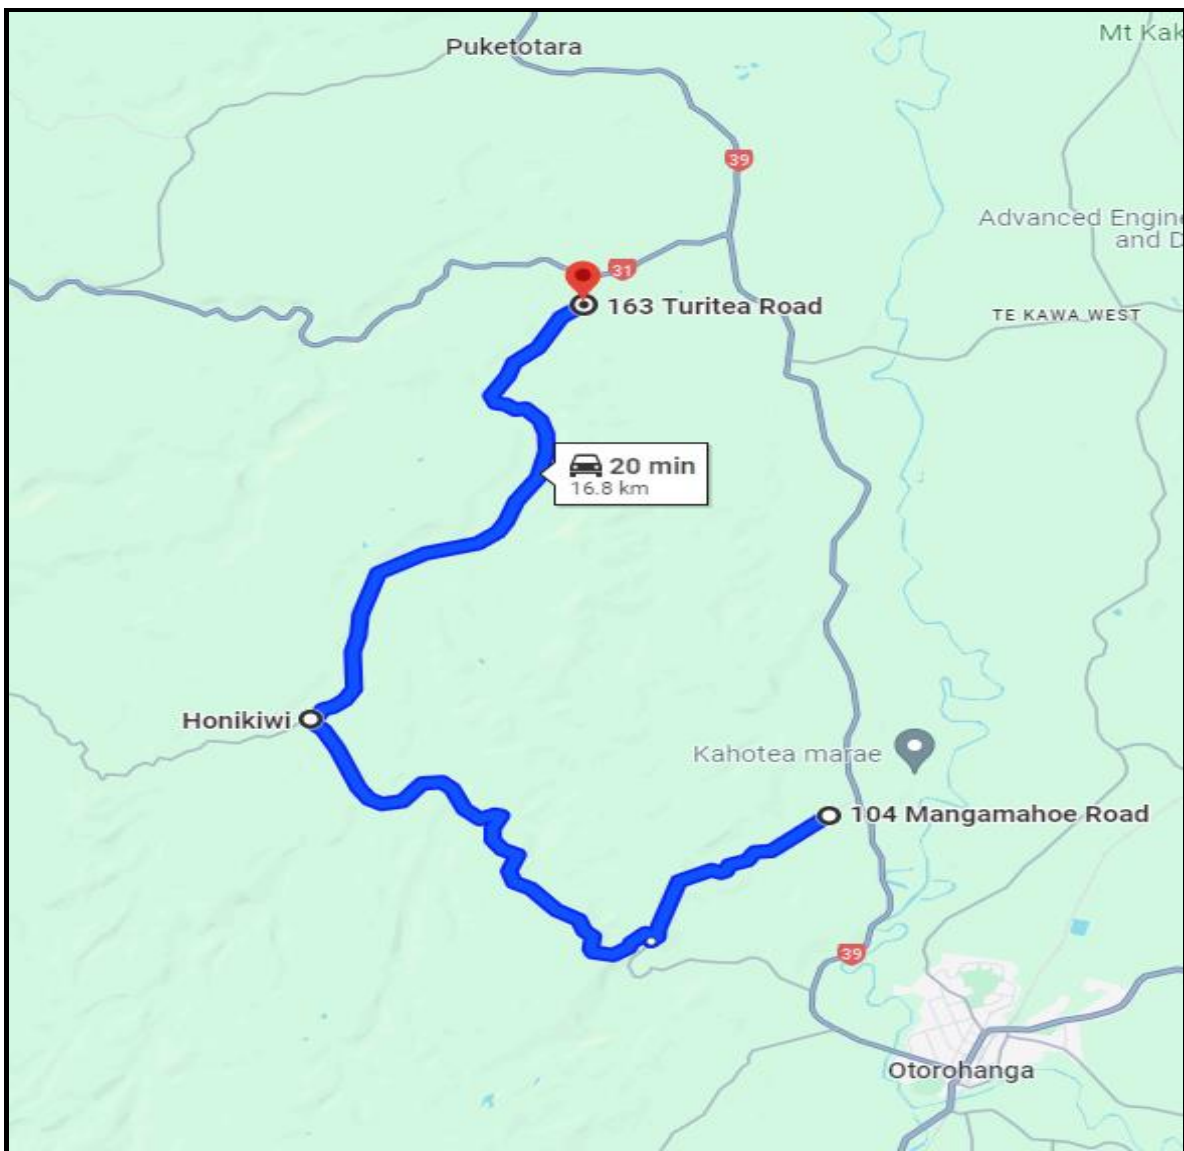 Puketotara
Mt Kak
39
Advanced Engine
and D
31
163 Turitea Road
TE KAWA WEST
20 min
16.8 km
Honikiwi
Kahotea marae
104 Mangamahoe Road
39
Otorohanga